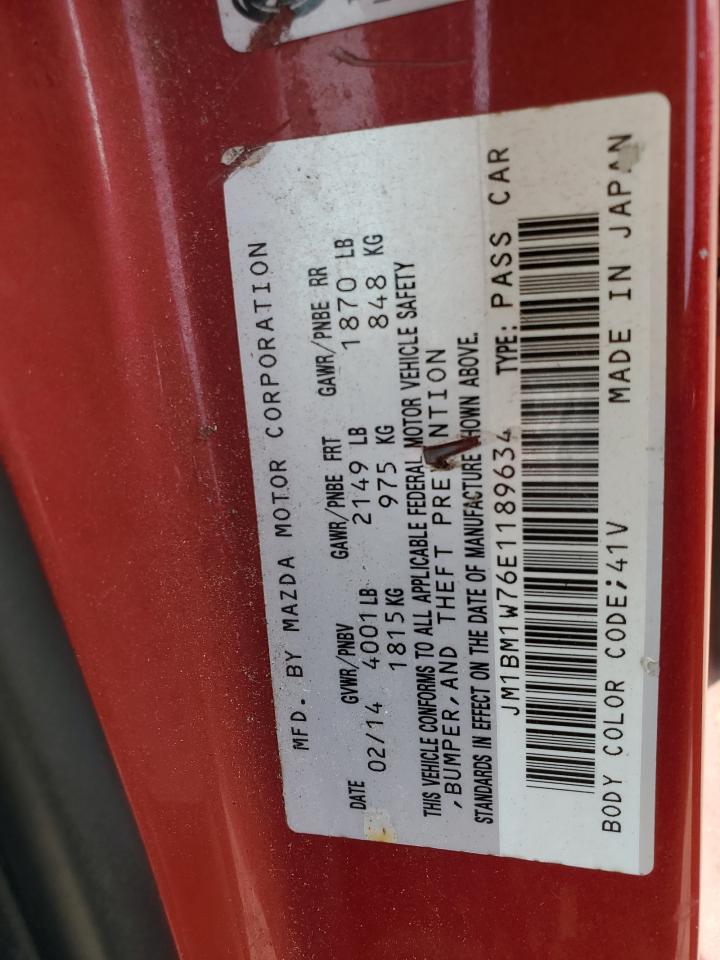 MFD. BY MAZDA MOTOR CORPORATION
DATE GVWR/PNBV GAWR/PNBE FRT GAWR/PNBE RR
02/14 4001LB 2149 LB 1870 LB
1815KG 975 KG 848 KG
THIS VEHICLE CONFORMS TO ALL APPLICABLE FEDERAL MOTOR VEHICLE SAFETY
,BUMPER,AND THEFT PREVENTION
STANDARDS IN EFFECT ON THE DATE OF MANUFACTURE SHOWN ABOVE.
JM1BM1W76E1189634 TYPE: PASS CAR
BODY COLOR CODE;41V MADE IN JAPAN